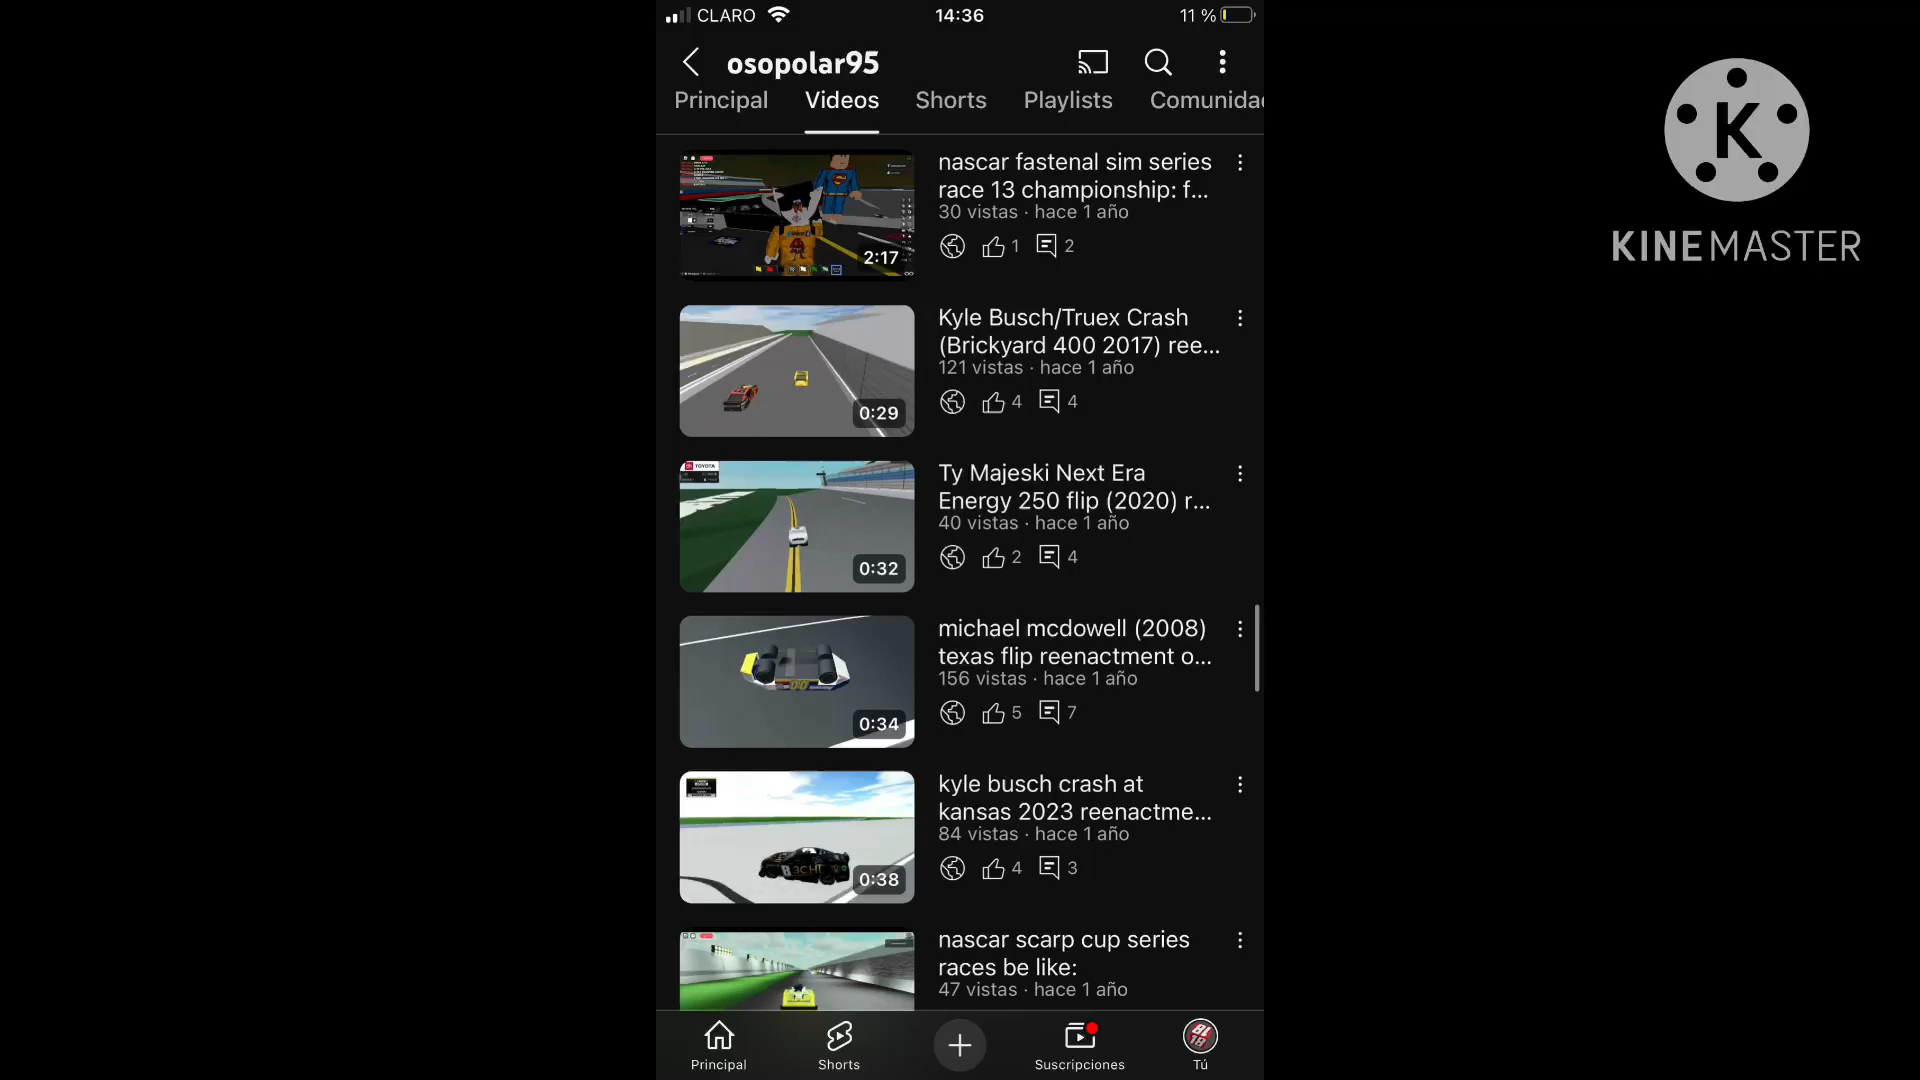 CLARO
14:36
11 %
osopolar95
Principal
Videos
Shorts
Playlists
Comunidad
nascar fastenal sim series
race 13 championship: f...
30 vistas · hace 1 año
1
2
2:17
Kyle Busch/Truex Crash
(Brickyard 400 2017) ree...
121 vistas · hace 1 año
4
4
0:29
TOYOTA
Ty Majeski Next Era
Energy 250 flip (2020) r...
40 vistas · hace 1 año
2
4
0:32
michael mcdowell (2008)
texas flip reenactment o...
156 vistas · hace 1 año
5
7
00
0:34
kyle busch crash at
kansas 2023 reenactme...
84 vistas · hace 1 año
4
3
0:38
nascar scarp cup series
races be like:
47 vistas · hace 1 año
Principal
Shorts
Suscripciones
Tú
K
KINEMASTER